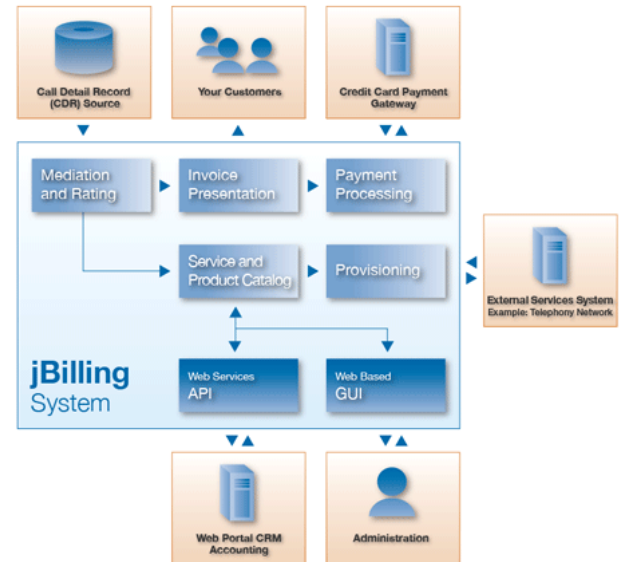 Call Detail Record
(CDR) Source
Your Customers
Credit Card Payment
Gateway
Mediation
and Rating
Invoice
Presentation
Payment
Processing
Service and
Product Catalog
Provisioning
External Services System
Example: Telephony Network
jBilling
System
Web Services
API
Web Based
GUI
Web Portal CRM
Accounting
Administration